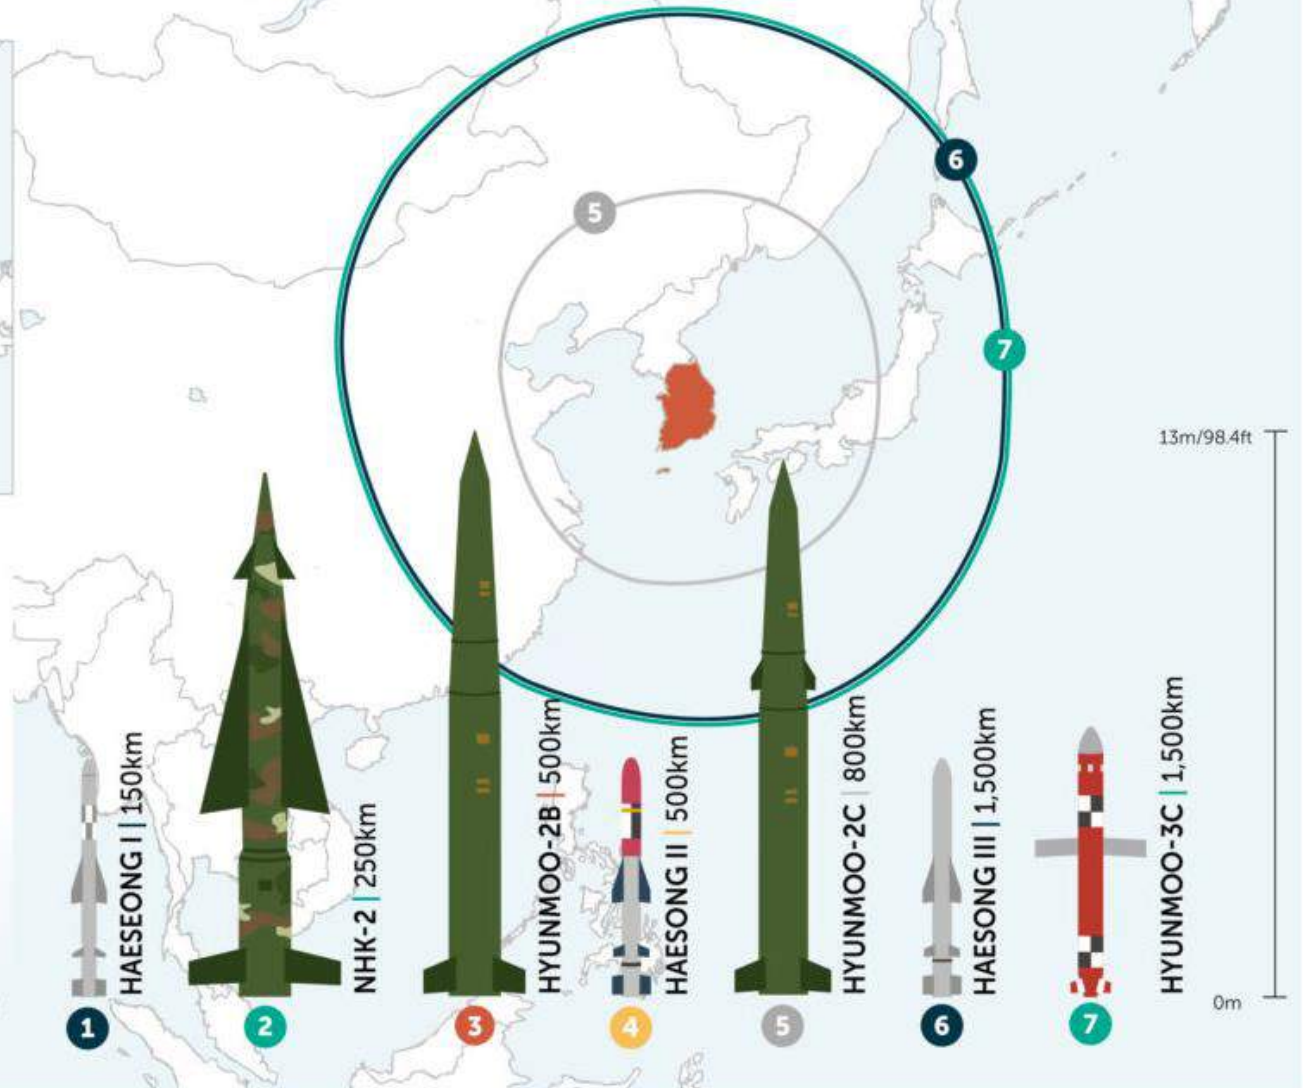 6
5
7
13m/98.4ft
HAESEONG I | 150km
NHK-2 | 250km
HYUNMOO-2B | 500km
HAESONG II | 500km
HYUNMOO-2C | 800km
HAESONG III | 1,500km
HYUNMOO-3C | 1,500km
0m
1
2
3
4
5
6
7